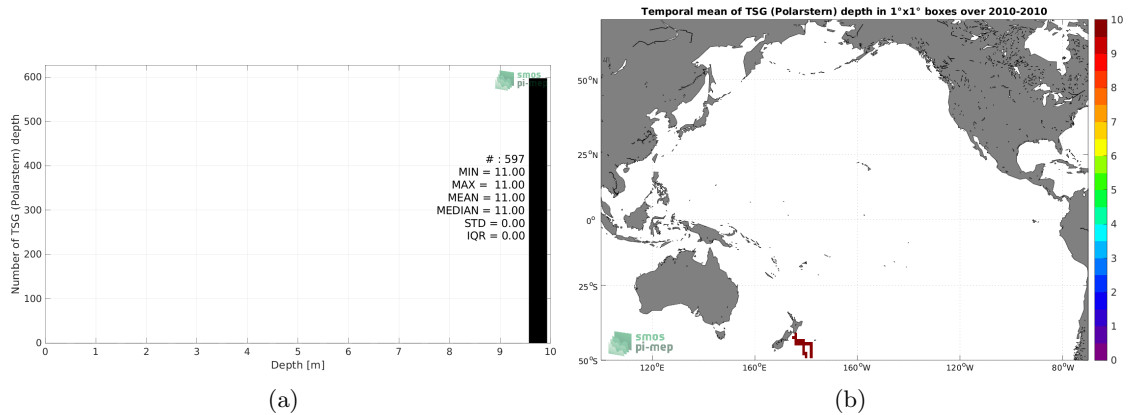 Number of TSG (Polarstern) depth
600
500
400
300
200
100
0
0 1 2 3 4 5 6 7 8 9 10
Depth [m]
smos
pi-mep
# : 597
MIN = 11.00
MAX = 11.00
MEAN = 11.00
MEDIAN = 11.00
STD = 0.00
IQR = 0.00
(a)
Temporal mean of TSG (Polarstern) depth in 1°x1° boxes over 2010-2010
50°N
25°N
0°
25°S
50°S
120°E 140°E 160°E 180°W 160°W 140°W 120°W 100°W 80°W
smos
pi-mep
10
9
8
7
6
5
4
3
2
1
0
(b)